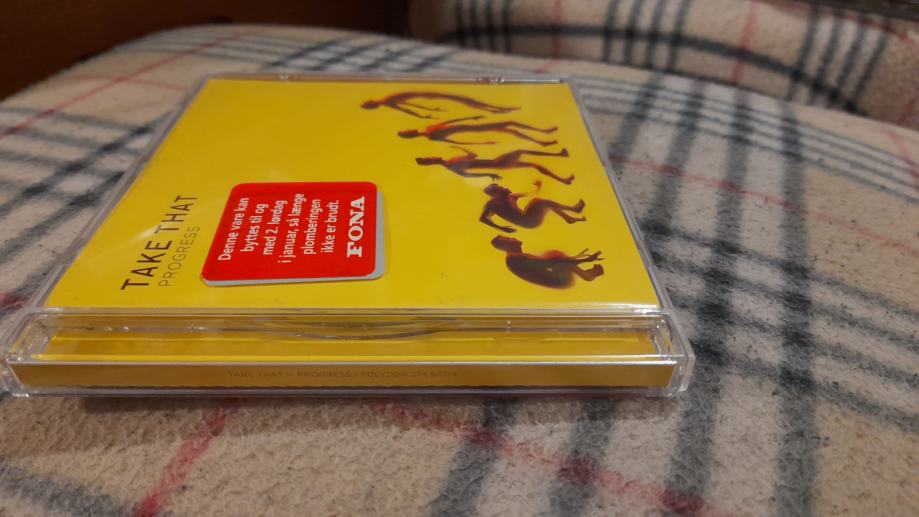 TAKE THAT
PROGRESS
Denne vare kan
byttes til og
med 2. lørdag
i januar, så længe
plomberingen
ikke er brudt.
FONA
TAKE THAT – PROGRESS / POLYDOR